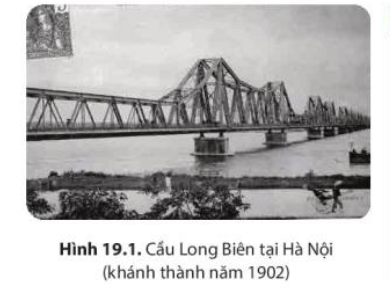 Hình 19.1. Cầu Long Biên tại Hà Nội
(khánh thành năm 1902)